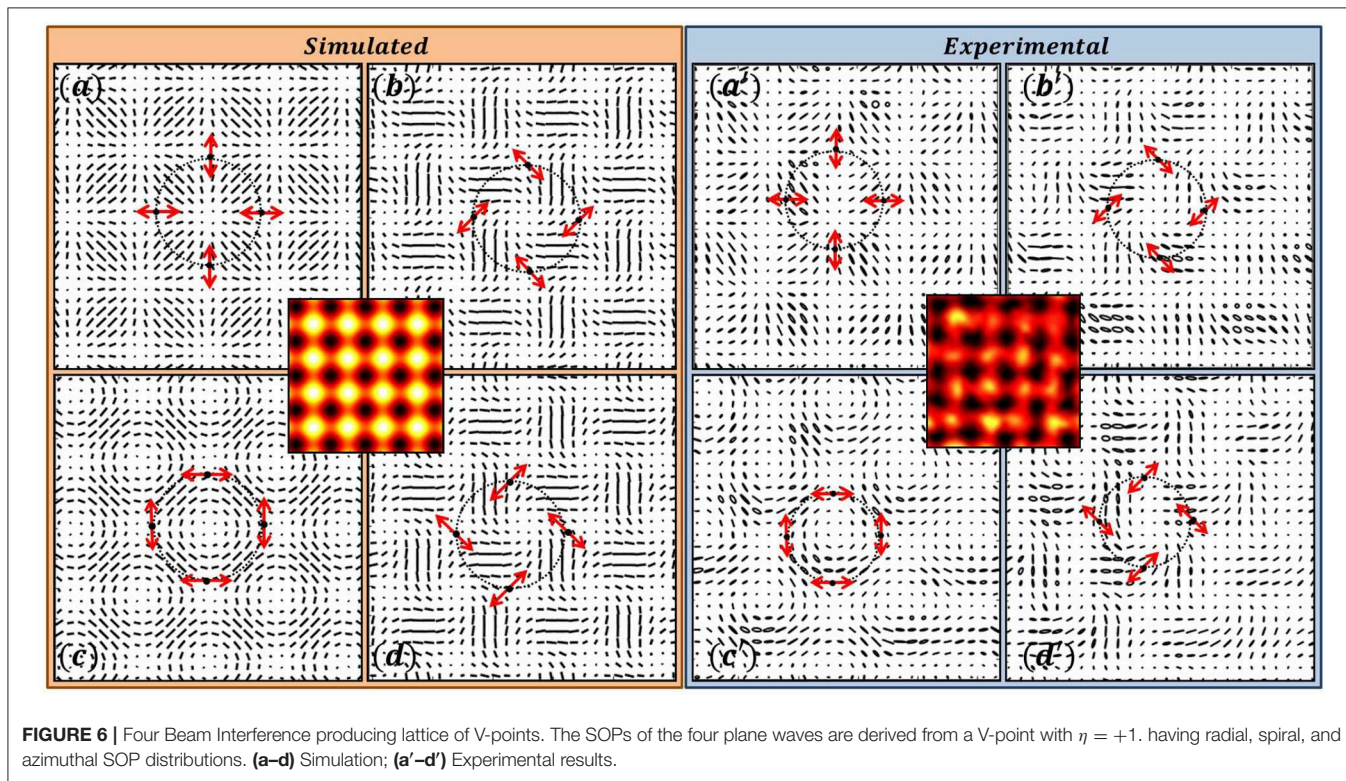 Simulated
Experimental
(a)
(b)
(a′)
(b′)
(c)
(d)
(c′)
(d′)
FIGURE 6 | Four Beam Interference producing lattice of V-points. The SOPs of the four plane waves are derived from a V-point with η = +1. having radial, spiral, and
azimuthal SOP distributions. (a–d) Simulation; (a′–d′) Experimental results.